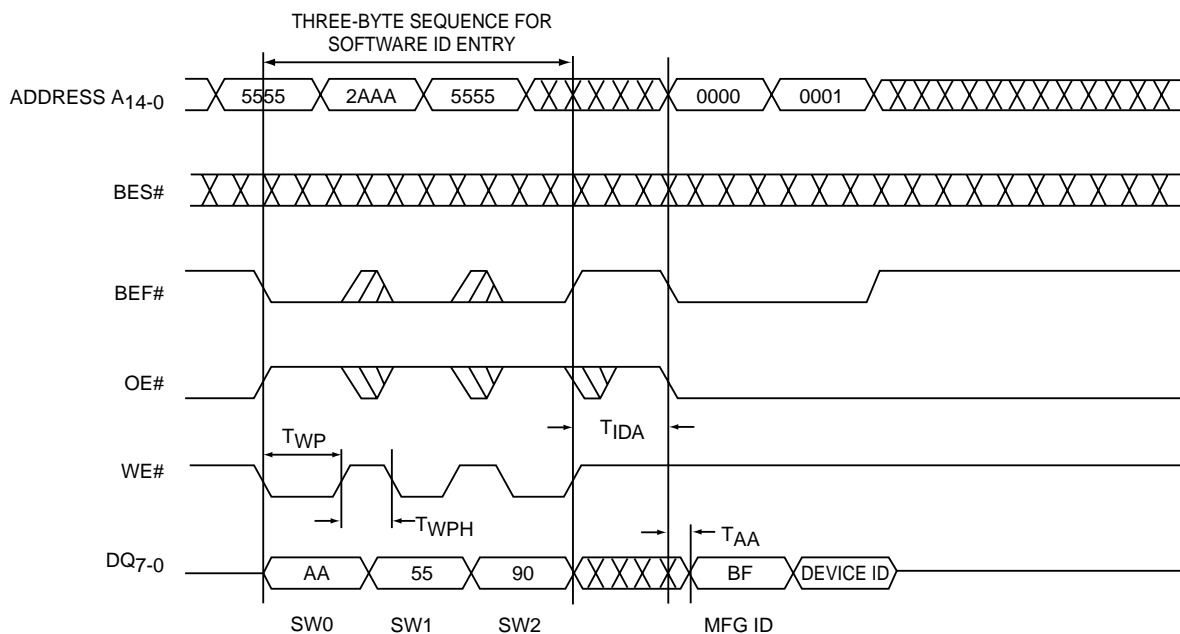 THREE-BYTE SEQUENCE FOR
SOFTWARE ID ENTRY
ADDRESS A14-0 5555 2AAA 5555 0000 0001
BES#
BEF#
OE#
TWP TIDA
WE#
TWPH TAA
DQ7-0 AA 55 90 BF DEVICE ID
SW0 SW1 SW2 MFG ID